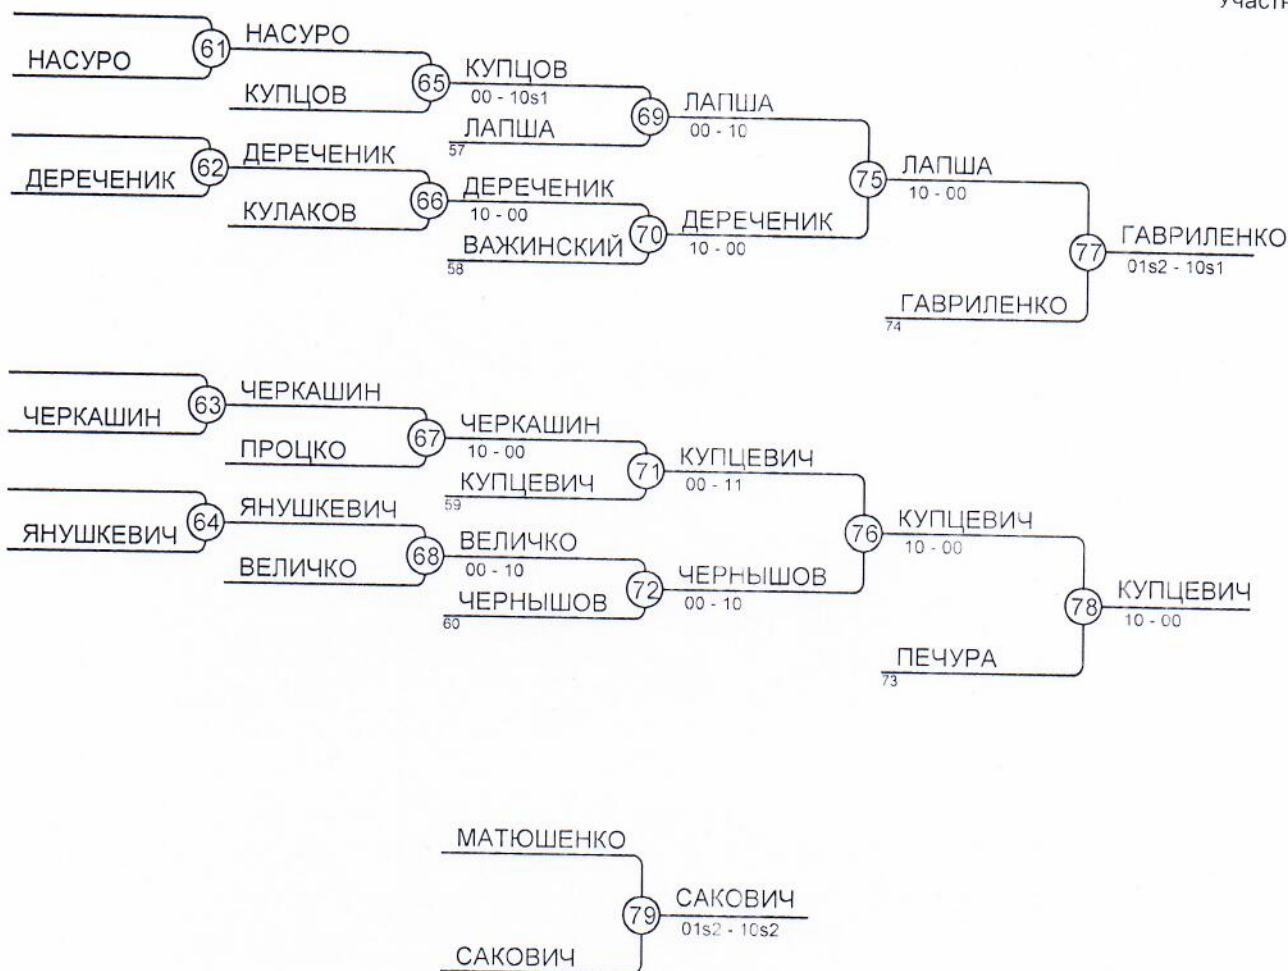 Участн
61
НАСУРО
НАСУРО
65
КУПЦОВ
КУПЦОВ
00 - 10s1
69
ЛАПША
00 - 10
57
ЛАПША
62
ДЕРЕЧЕНИК
ДЕРЕЧЕНИК
66
ДЕРЕЧЕНИК
10 - 00
КУЛАКОВ
70
ДЕРЕЧЕНИК
10 - 00
58
ВАЖИНСКИЙ
75
ЛАПША
10 - 00
77
ГАВРИЛЕНКО
01s2 - 10s1
74
ГАВРИЛЕНКО
63
ЧЕРКАШИН
ЧЕРКАШИН
67
ЧЕРКАШИН
10 - 00
ПРОЦКО
71
КУПЦЕВИЧ
00 - 11
59
КУПЦЕВИЧ
64
ЯНУШКЕВИЧ
ЯНУШКЕВИЧ
68
ВЕЛИЧКО
00 - 10
ВЕЛИЧКО
72
ЧЕРНЫШОВ
00 - 10
60
ЧЕРНЫШОВ
76
КУПЦЕВИЧ
10 - 00
78
КУПЦЕВИЧ
10 - 00
73
ПЕЧУРА
МАТЮШЕНКО
79
САКОВИЧ
01s2 - 10s2
САКОВИЧ